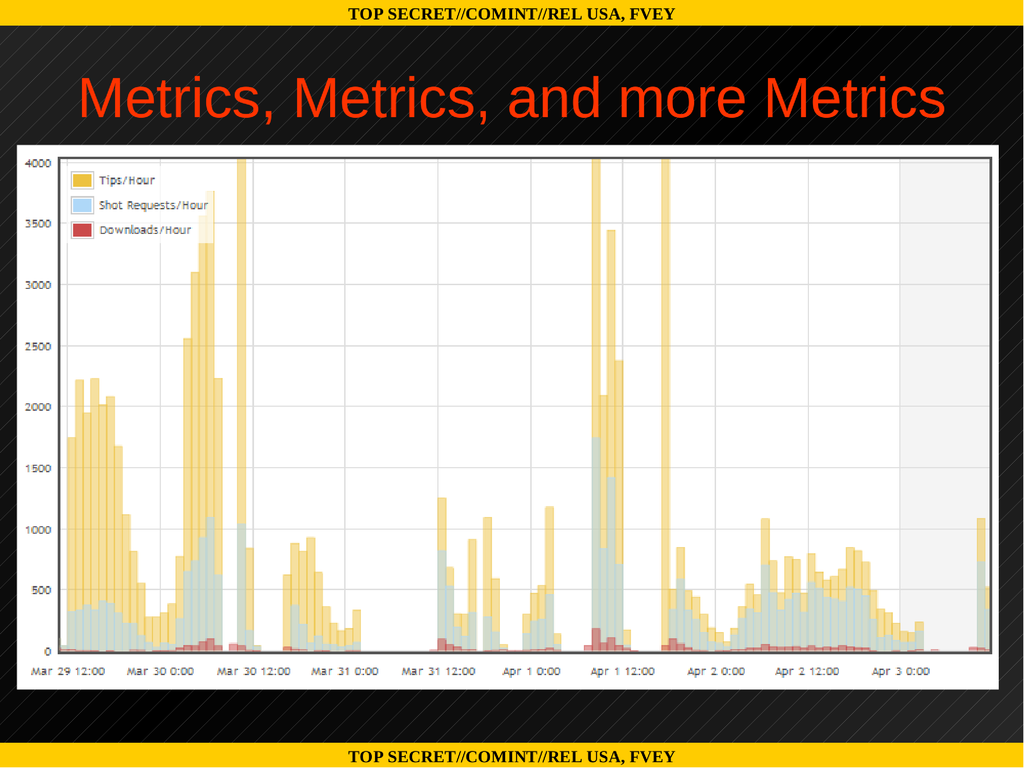 TOP SECRET//COMINT//REL USA, FVEY
Metrics, Metrics, and more Metrics
4000
Tips/Hour
Shot Requests/Hour
3500
Downloads/Hour
3000
2500
2000
1500
1000
500
0
Mar 29 12:00 Mar 30 0:00 Mar 30 12:00 Mar 31 0:00 Mar 31 12:00 Apr 1 0:00 Apr 1 12:00 Apr 2 0:00 Apr 2 12:00 Apr 3 0:00
TOP SECRET//COMINT//REL USA, FVEY